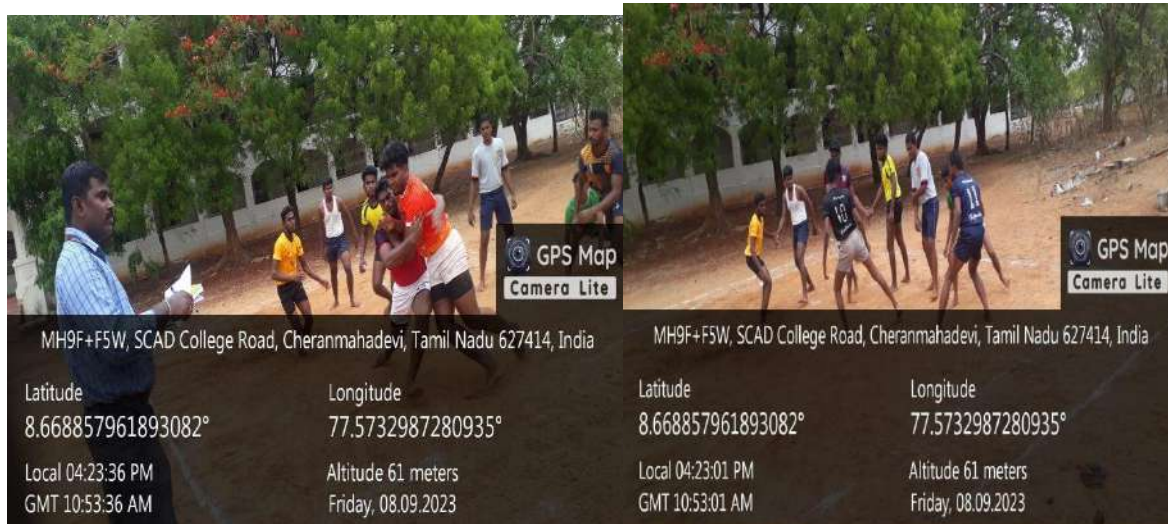 GPS Map
Camera Lite
MH9F+F5W, SCAD College Road, Cheranmahadevi, Tamil Nadu 627414, India
Latitude
8.668857961893082°
Longitude
77.5732987280935°
Local 04:23:36 PM
GMT 10:53:36 AM
Altitude 61 meters
Friday, 08.09.2023
10
11
GPS Map
Camera Lite
MH9F+F5W, SCAD College Road, Cheranmahadevi, Tamil Nadu 627414, India
Latitude
8.668857961893082°
Longitude
77.5732987280935°
Local 04:23:01 PM
GMT 10:53:01 AM
Altitude 61 meters
Friday, 08.09.2023